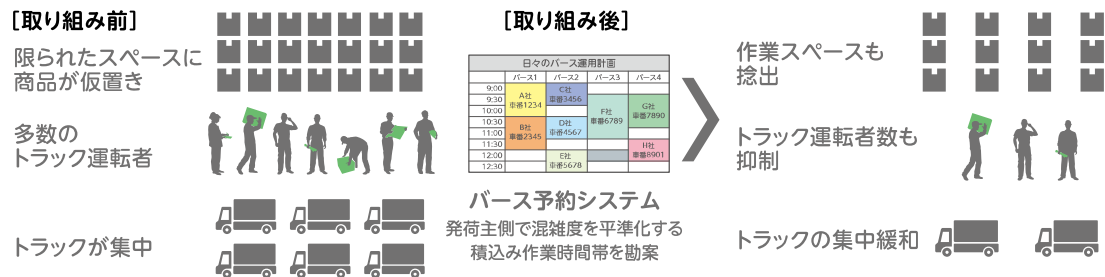 [取り組み前]
限られたスペースに
商品が仮置き
多数の
トラック運転者
トラックが集中
[取り組み後]
日々のバース運用計画
バース1 バース2 バース3 バース4
9:00
9:30
10:00
10:30
11:00
11:30
12:00
12:30
A社
車番1234
B社
車番2345
C社
車番3456
D社
車番4567
E社
車番5678
F社
車番6789
G社
車番7890
H社
車番8901
バース予約システム
発荷主側で混雑度を平準化する
積込み作業時間帯を勘案
作業スペースも
捻出
トラック運転者数も
抑制
トラックの集中緩和